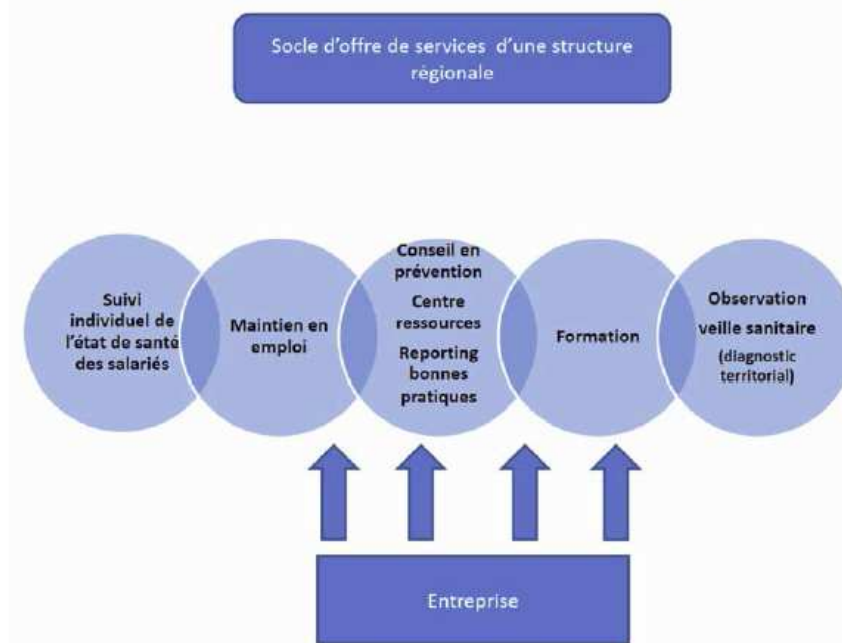 Socle d'offre de services d'une structure
régionale
Suivi
individuel de
l'état de santé
des salariés
Maintien en
emploi
Conseil en
prévention
Centre
ressources
Reporting
bonnes
pratiques
Formation
Observation
veille sanitaire
(diagnostic
territorial)
Entreprise